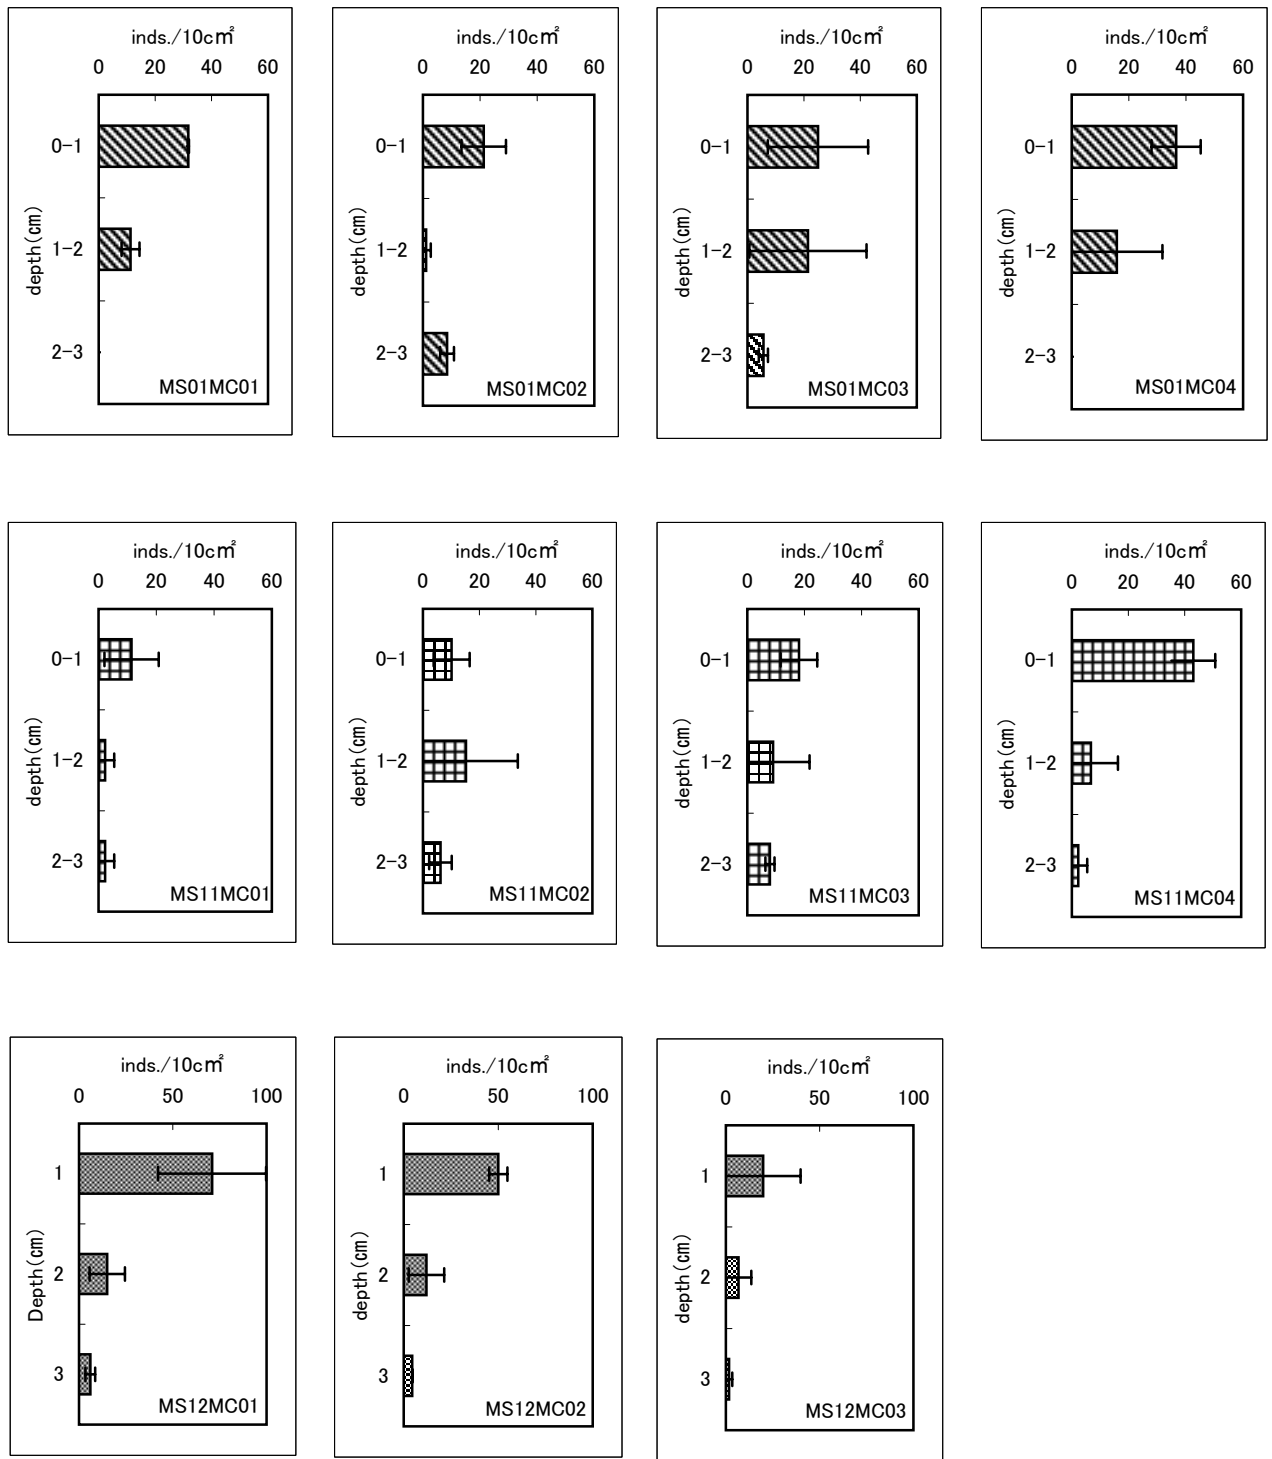 inds./10c㎡
0 20 40 60
0-1
1-2
2-3
depth(cm)
MS01MC01
inds./10c㎡
0 20 40 60
0-1
1-2
2-3
depth(cm)
MS01MC02
inds./10c㎡
0 20 40 60
0-1
1-2
2-3
depth(cm)
MS01MC03
inds./10c㎡
0 20 40 60
0-1
1-2
2-3
depth(cm)
MS01MC04
inds./10c㎡
0 20 40 60
0-1
1-2
2-3
depth(cm)
MS11MC01
inds./10c㎡
0 20 40 60
0-1
1-2
2-3
depth(cm)
MS11MC02
inds./10c㎡
0 20 40 60
0-1
1-2
2-3
depth(cm)
MS11MC03
inds./10c㎡
0 20 40 60
0-1
1-2
2-3
depth(cm)
MS11MC04
inds./10c㎡
0 50 100
1
2
3
Depth(cm)
MS12MC01
inds./10c㎡
0 50 100
1
2
3
depth(cm)
MS12MC02
inds./10c㎡
0 50 100
1
2
3
depth(cm)
MS12MC03